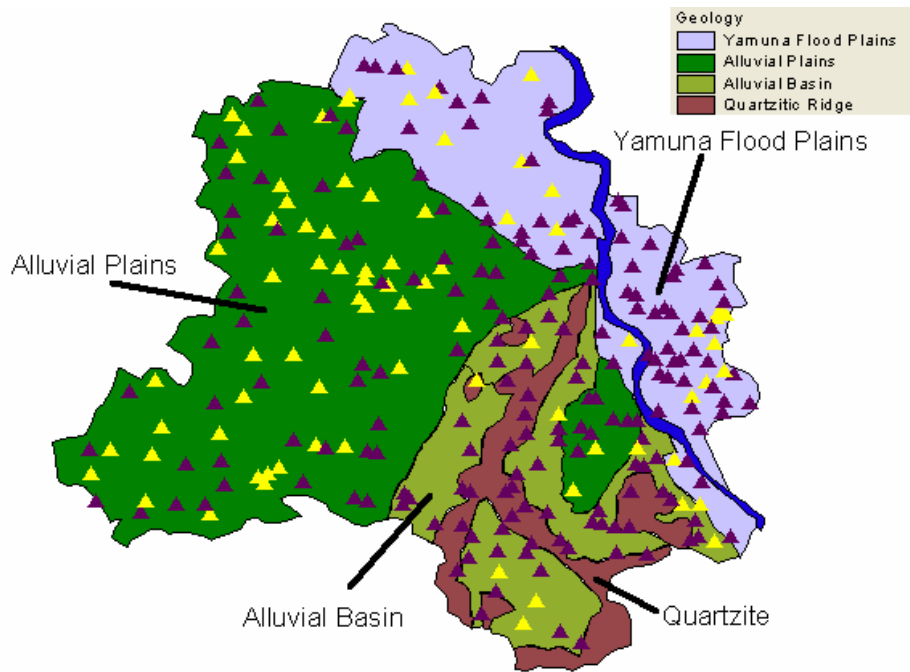 Geology
Yamuna Flood Plains
Alluvial Plains
Alluvial Basin
Quartzitic Ridge
Yamuna Flood Plains
Alluvial Plains
Alluvial Basin
Quartzite